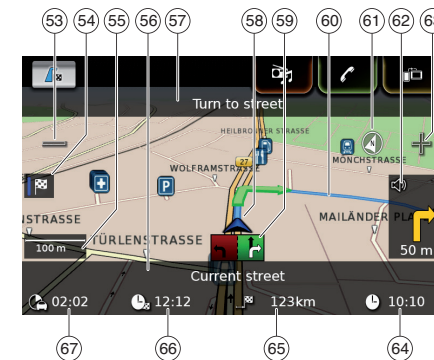 53 54 55 56 57 58 59 60 61 62 63
Turn to street
HEILBRONNER STRASSE
27
WOLFRAMSTRASSE
MÖNCHSTRASSE
P
NSTRASSE
MAILÄNDER PLA
100 m
TÜRLENSTRASSE
50 m
Current street
02:02 12:12 123km 10:10
67 66 65 64